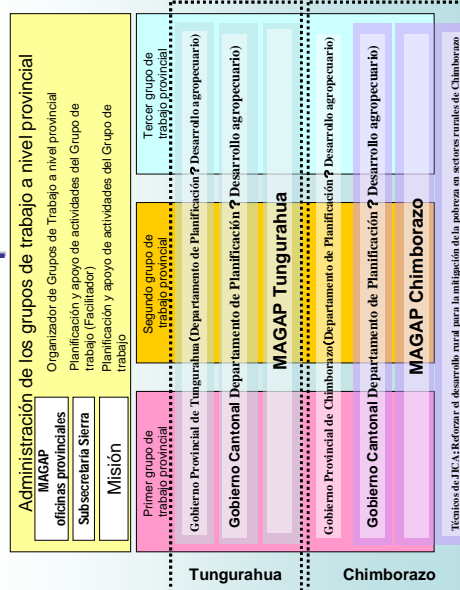 Administración de los grupos de trabajo a nivel provincial
MAGAP
oficinas provinciales
Organizador de Grupos de Trabajo a nivel provincial
Subsecretaría Sierra
Planificación y apoyo de actividades del Grupo de
trabajo (Facilitador)
Misión
Planificación y apoyo de actividades del Grupo de
trabajo
Primer grupo de
trabajo provincial
Segundo grupo de
trabajo provincial
Tercer grupo de
trabajo provincial
Tungurahua
Gobierno Provincial de Tungurahua(Departamento de Planificación? Desarrollo agropecuario)
Gobierno Cantonal Departamento de Planificación? Desarrollo agropecuario)
MAGAP Tungurahua
Chimborazo
Gobierno Provincial de Chimborazo(Departamento de Planificación? Desarrollo agropecuario)
Gobierno Cantonal Departamento de Planificación? Desarrollo agropecuario)
MAGAP Chimborazo
Técnicos de JICA:Reforzar el desarrollo rural para la mitigación de la pobreza en sectores rurales de Chimborazo